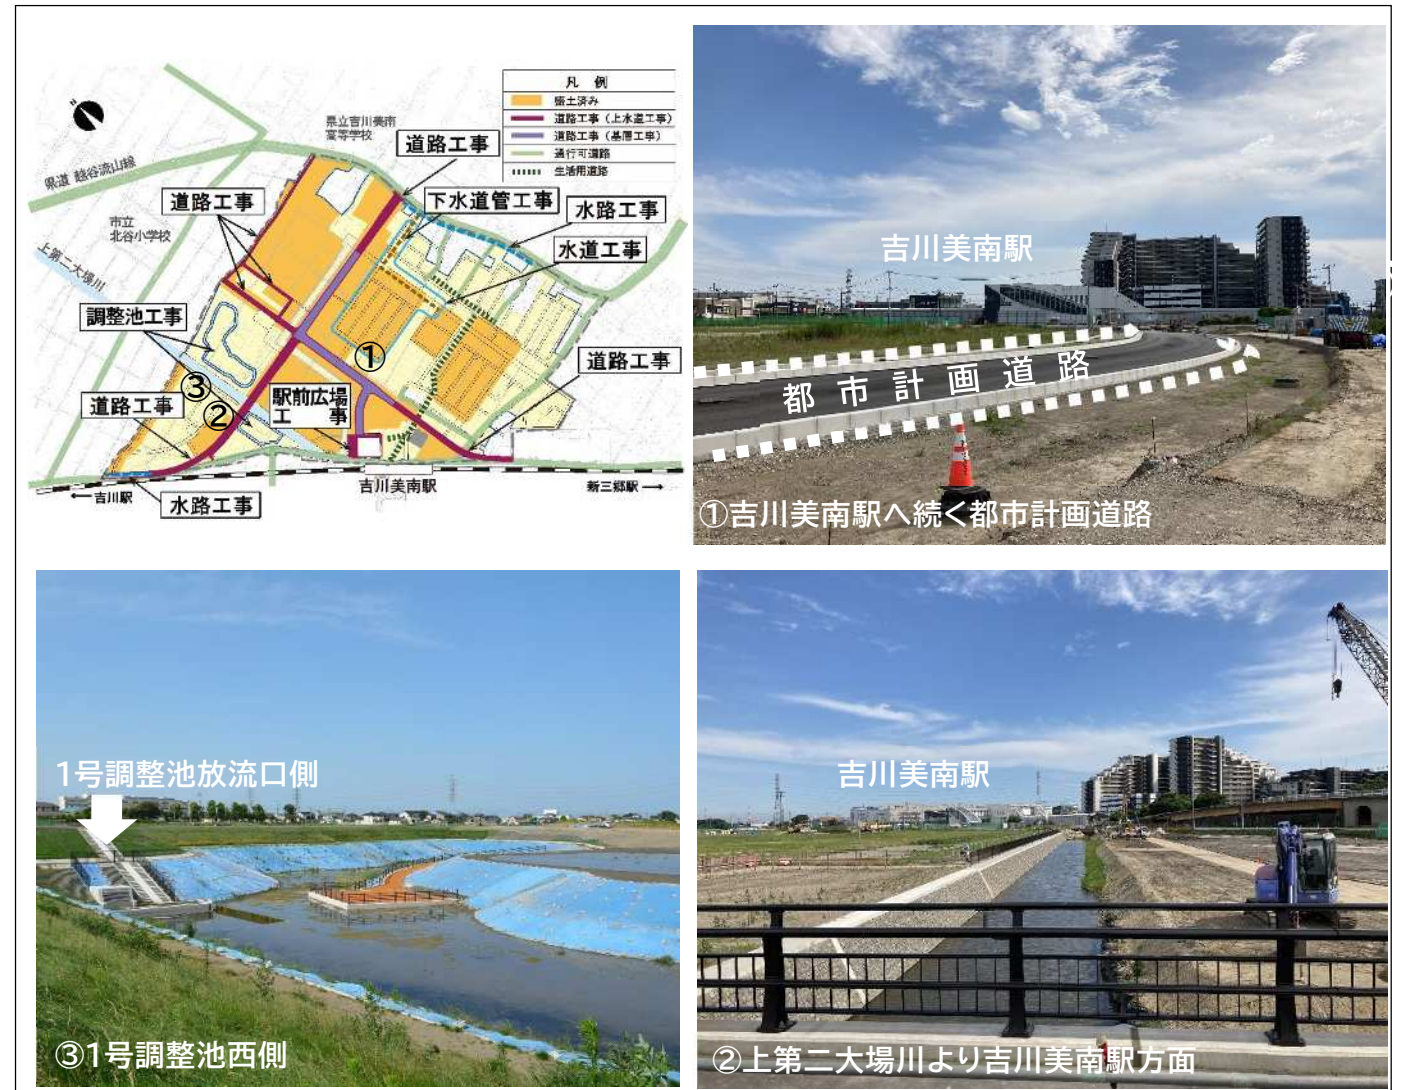 凡 例
盛土済み
道路工事（上水道工事）
道路工事（基層工事）
通行可道路
生活用道路
県立吉川美南
高等学校
道路工事
県道 越谷流山線
道路工事
下水道管工事
水路工事
市立
北谷小学校
水道工事
上第二大場川
調整池工事
①
道路工事
③
道路工事
②
駅前広場
工 事
←吉川駅
吉川美南駅
新三郷駅→
水路工事
吉川美南駅
都市計画道路
①吉川美南駅へ続く都市計画道路
1号調整池放流口側
③1号調整池西側
吉川美南駅
②上第二大場川より吉川美南駅方面